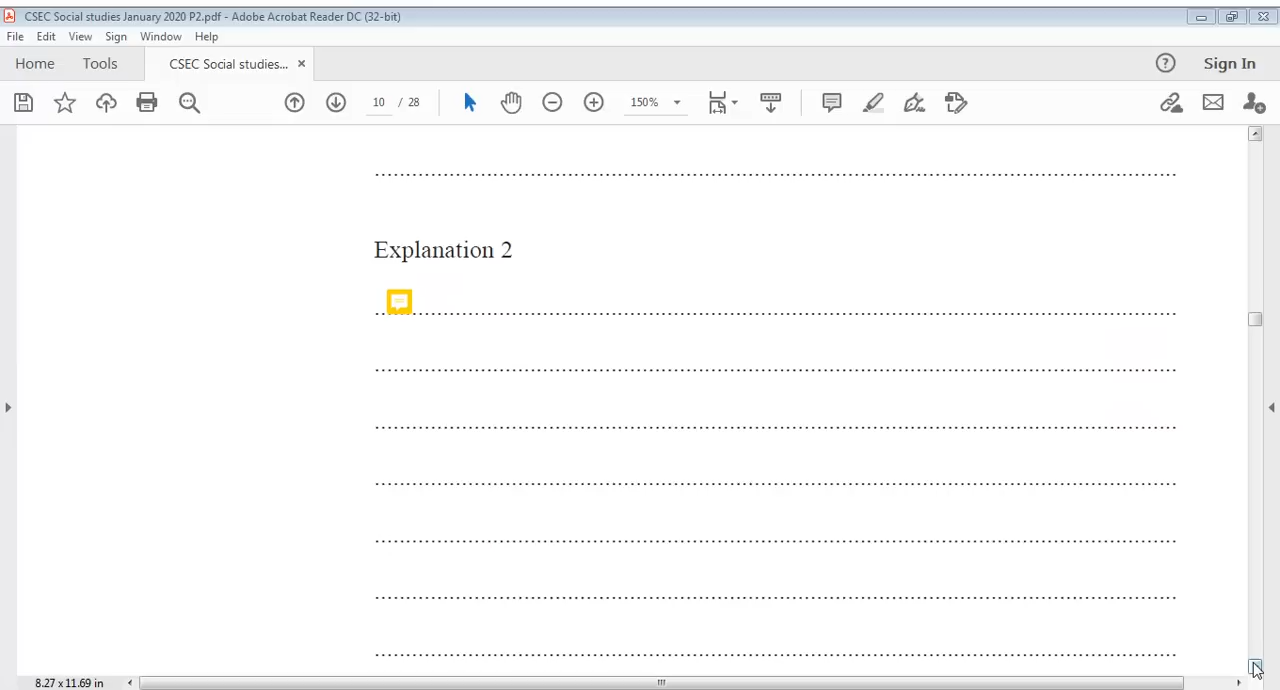 CSEC Social studies January 2020 P2.pdf - Adobe Acrobat Reader DC (32-bit)
File Edit View Sign Window Help
Home Tools CSEC Social studies... × Sign In
10 / 28 150%
................................................................................
Explanation 2
................................................................................
................................................................................
................................................................................
................................................................................
................................................................................
................................................................................
................................................................................
8.27 x 11.69 in